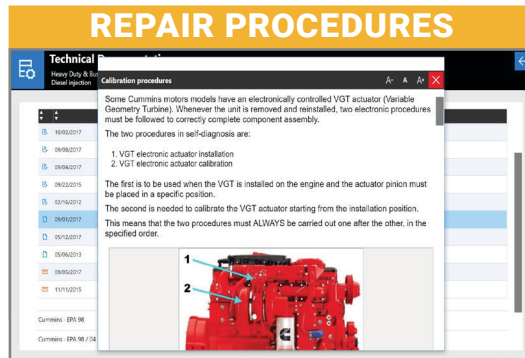 REPAIR PROCEDURES
Technical
Heavy Duty & Bus
Diesel injection
Calibration procedures
A- A A+ X
Some Cummins motors models have an electronically controlled VGT actuator (Variable
Geometry Turbine). Whenever the unit is removed and reinstalled, two electronic procedures
must be followed to correctly complete component assembly.
The two procedures in self-diagnosis are:
1. VGT electronic actuator installation
2. VGT electronic actuator calibration
The first is to be used when the VGT is installed on the engine and the actuator pinion must
be placed in a specific position.
The second is needed to calibrate the VGT actuator starting from the installation position.
This means that the two procedures must ALWAYS be carried out one after the other, in the
specified order.
10/02/2017
09/08/2017
09/04/2017
09/22/2015
02/16/2012
09/01/2017
05/12/2017
05/06/2013
09/05/2017
11/11/2015
Cummins - EPA 98
Cummins - EPA 98 / 04
1
2